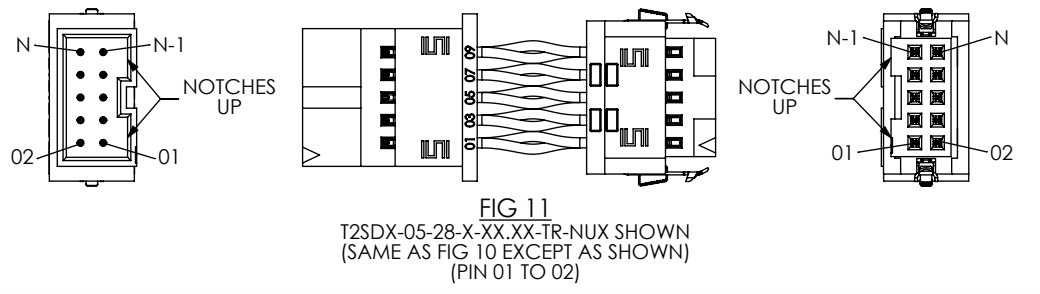 N
N-1
NOTCHES
UP
02
01
09
07
05
03
01
N-1
N
NOTCHES
UP
01
02
FIG 11
T2SDX-05-28-X-XX.XX-TR-NUX SHOWN
(SAME AS FIG 10 EXCEPT AS SHOWN)
(PIN 01 TO 02)